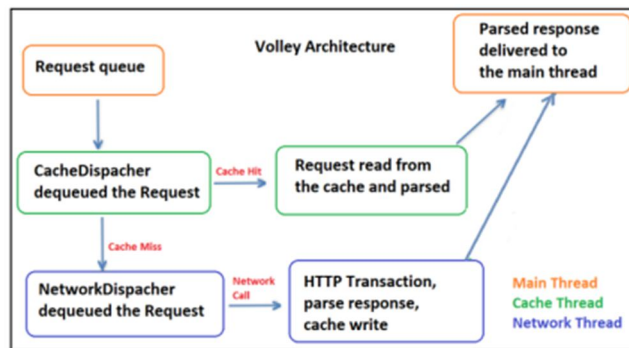 Volley Architecture
Request queue
Parsed response
delivered to
the main thread
CacheDispacher
dequeued the Request
Cache Hit
Request read from
the cache and parsed
Cache Miss
NetworkDispacher
dequeued the Request
Network
Call
HTTP Transaction,
parse response,
cache write
Main Thread
Cache Thread
Network Thread